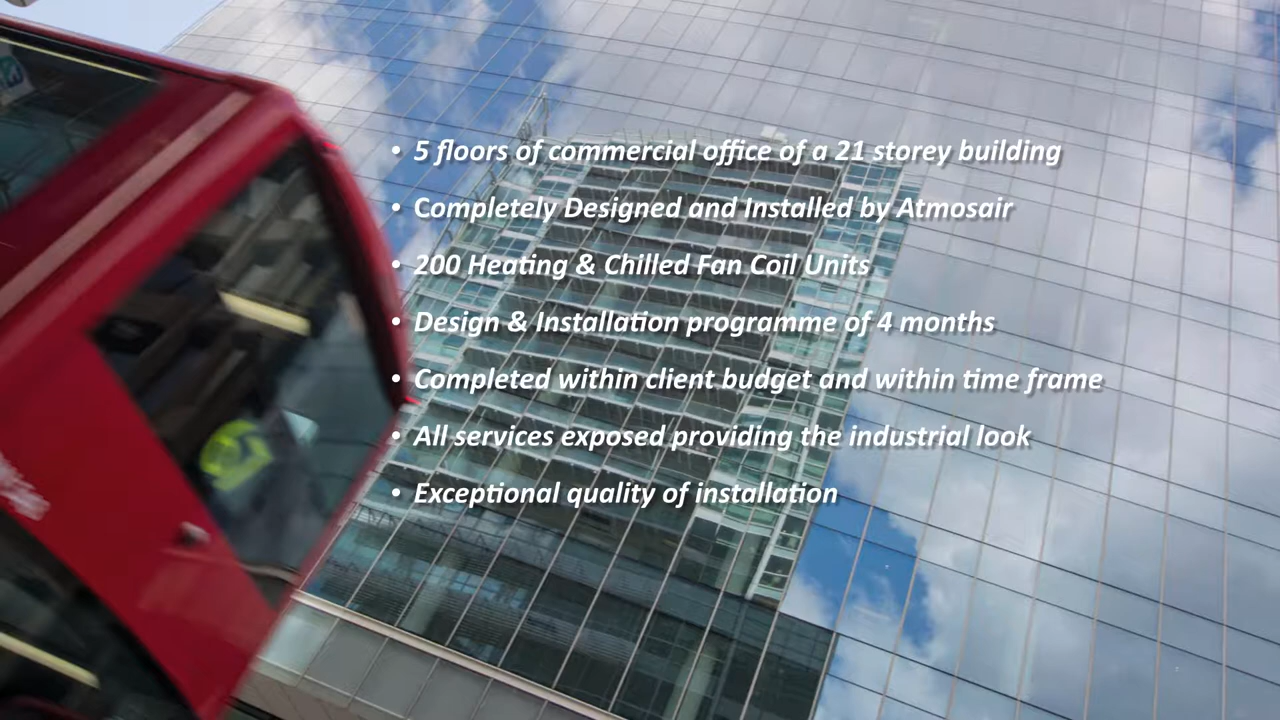 • 5 floors of commercial office of a 21 storey building
• Completely Designed and Installed by Atmosair
• 200 Heating & Chilled Fan Coil Units
• Design & Installation programme of 4 months
• Completed within client budget and within time frame
• All services exposed providing the industrial look
• Exceptional quality of installation